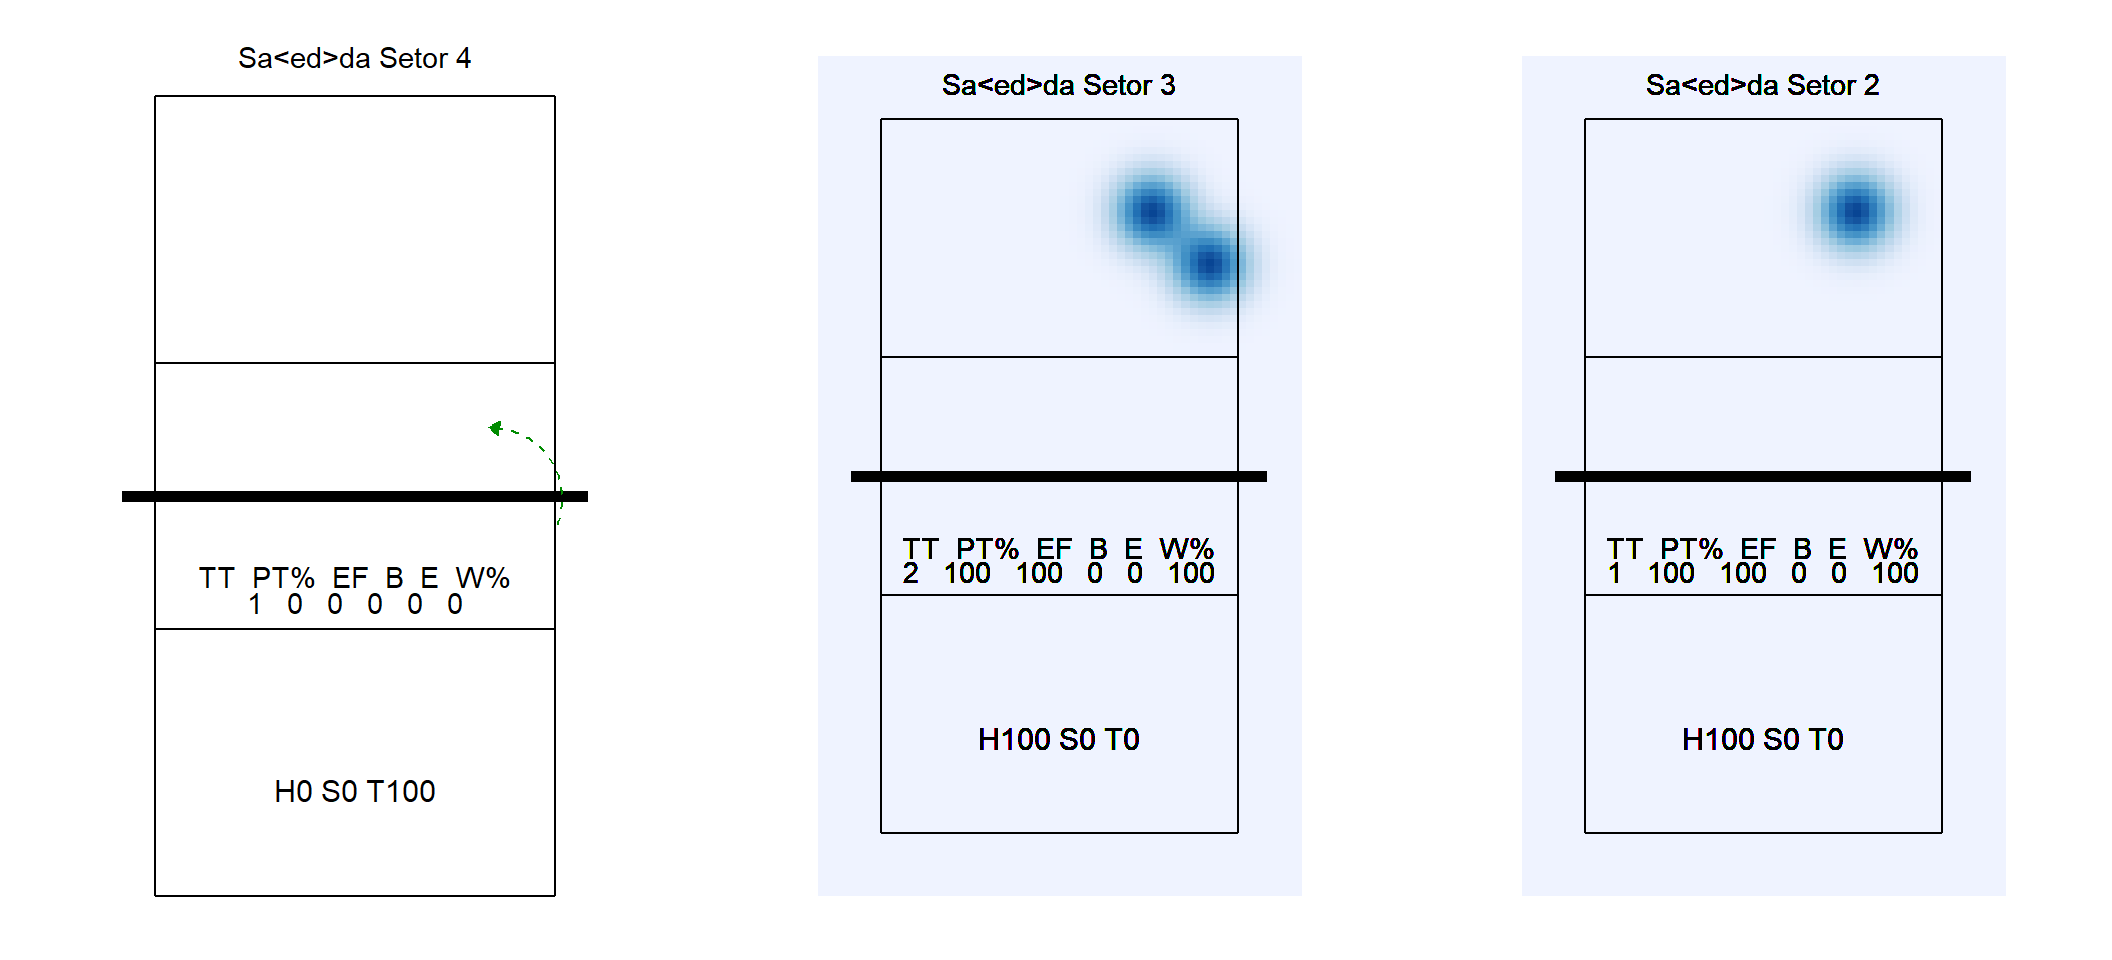 Sa<ed>da Setor 4
TT PT% EF B E W%
1 0 0 0 0 0
H0 S0 T100
Sa<ed>da Setor 3
TT PT% EF B E W%
2 100 100 0 0 100
H100 S0 T0
Sa<ed>da Setor 2
TT PT% EF B E W%
1 100 100 0 0 100
H100 S0 T0